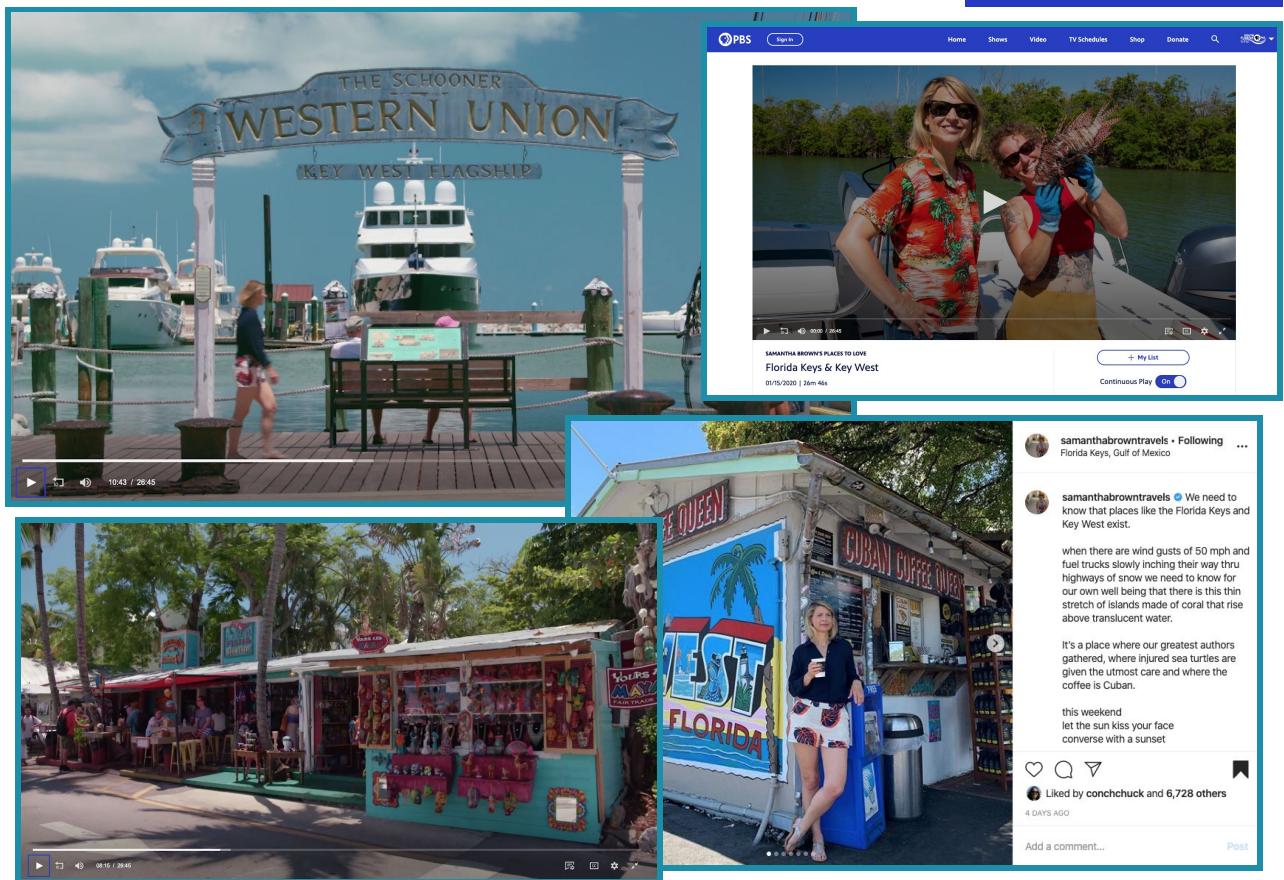 THE SCHOONER
WESTERN UNION
KEY WEST FLAGSHIP
10:43 / 26:45
PBS
Sign In
Home
Shows
Video
TV Schedules
Shop
Donate
00:00 / 26:45
SAMANTHA BROWN'S PLACES TO LOVE
Florida Keys & Key West
01/15/2020 | 26m 46s
+ My List
Continuous Play On
YOURS
MAYA
FAIR TRADE
08:15 / 26:45
QUEEN
CUBAN COFFEE QUEEN
WEST
FLORIDA
samanthabrowntravels • Following
Florida Keys, Gulf of Mexico
samanthabrowntravels We need to
know that places like the Florida Keys and
Key West exist.
when there are wind gusts of 50 mph and
fuel trucks slowly inching their way thru
highways of snow we need to know for
our own well being that there is this thin
stretch of islands made of coral that rise
above translucent water.
It's a place where our greatest authors
gathered, where injured sea turtles are
given the utmost care and where the
coffee is Cuban.
this weekend
let the sun kiss your face
converse with a sunset
Liked by conchchuck and 6,728 others
4 DAYS AGO
Add a comment...
Post